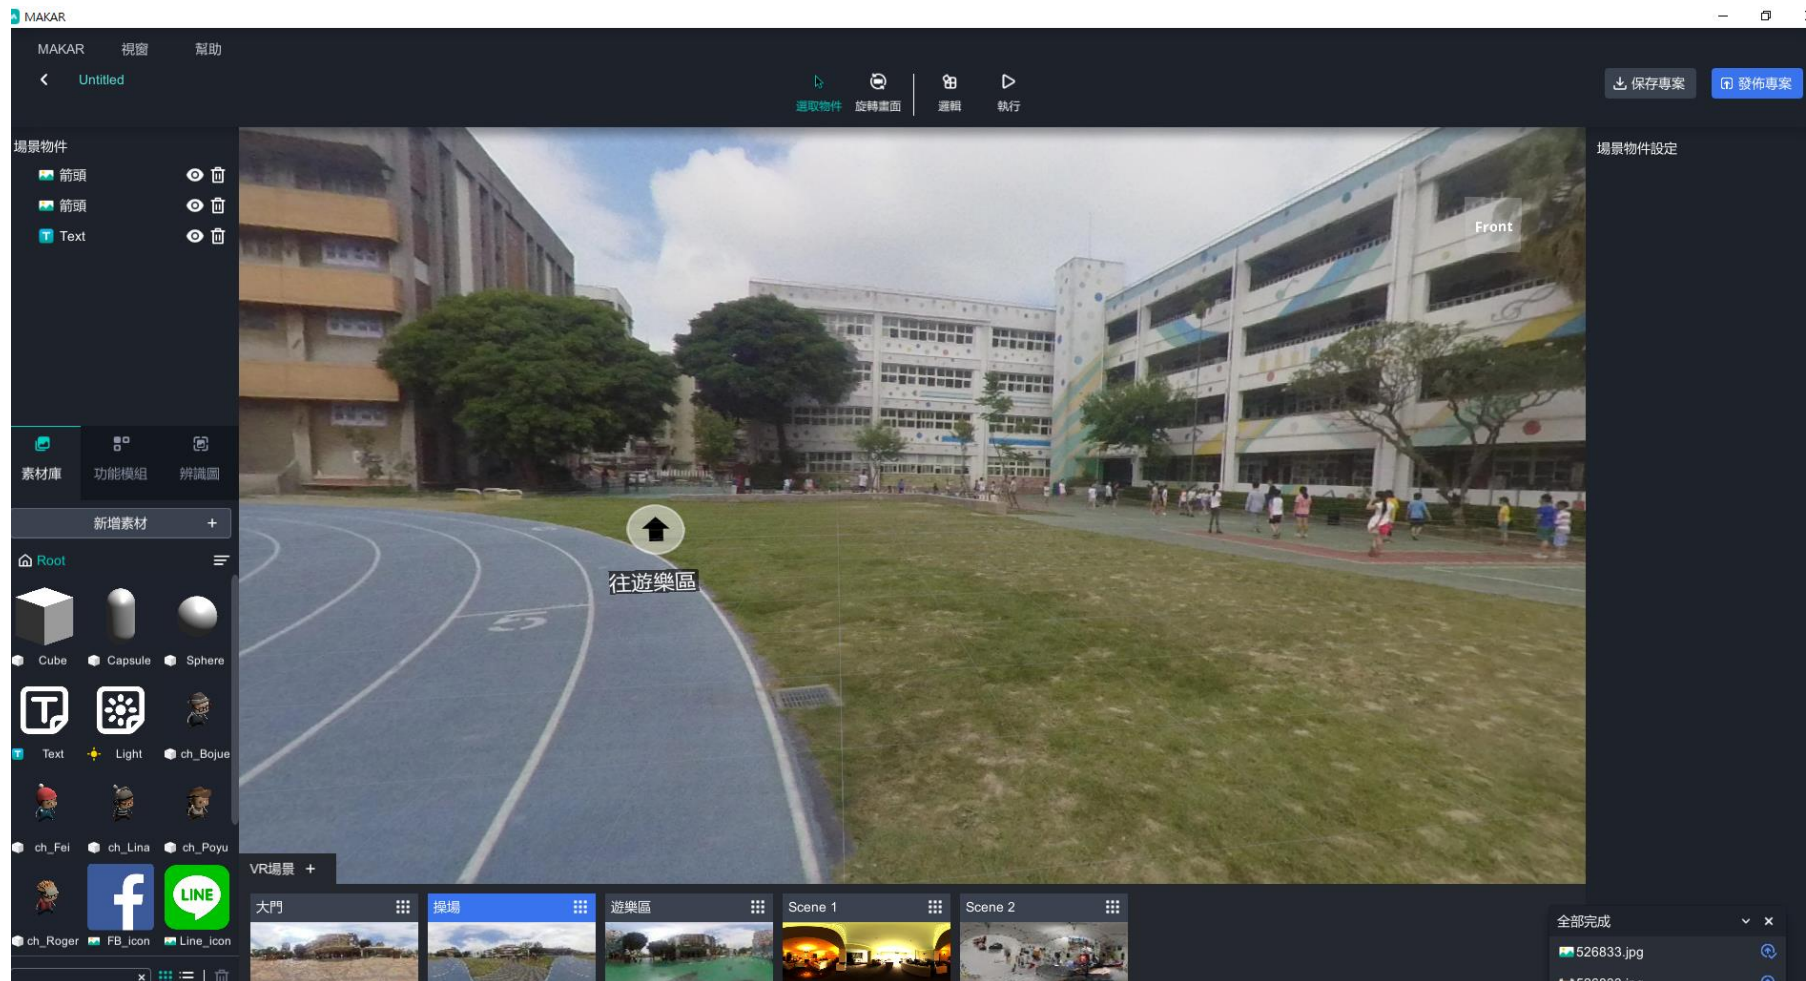 MAKAR
MAKAR 視窗 幫助
Untitled
選取物件 旋轉畫面 邏輯 執行
保存專案 發佈專案
場景物件
箭頭
箭頭
Text
場景物件設定
Front
素材庫 功能模組 辨識圖
新增素材 +
Root
往遊樂區
5
Cube Capsule Sphere
Text Light ch_Bojue
ch_Fei ch_Lina ch_Poyu
LINE
ch_Roger FB_icon Line_icon
VR場景 +
大門 操場 遊樂區 Scene 1 Scene 2
全部完成
526833.jpg